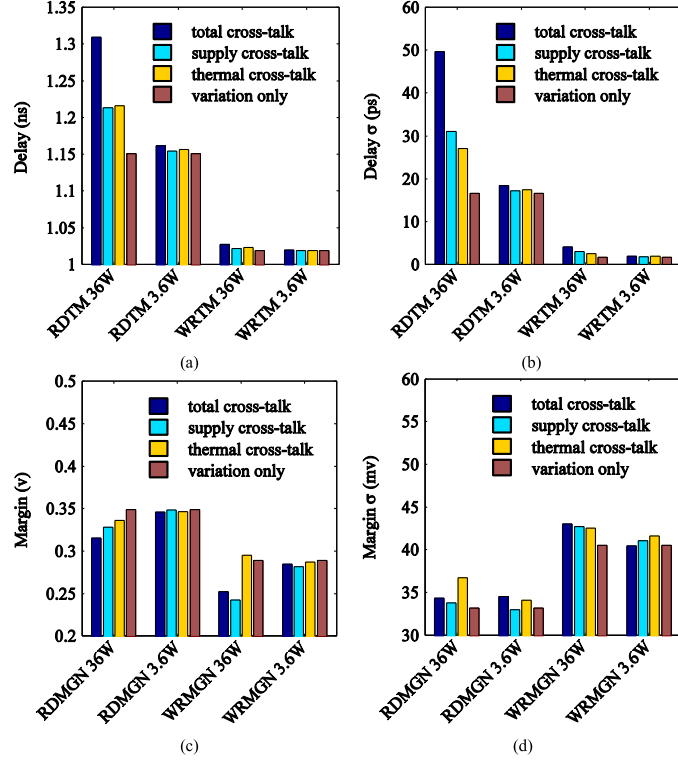 1.35
1.3
1.25
1.2
1.15
1.1
1.05
1
Delay (ns)
total cross-talk
supply cross-talk
thermal cross-talk
variation only
RDTM 36W
RDTM 3.6W
WRTM 36W
WRTM 3.6W
(a)
60
50
40
30
20
10
0
Delay σ (ps)
total cross-talk
supply cross-talk
thermal cross-talk
variation only
RDTM 36W
RDTM 3.6W
WRTM 36W
WRTM 3.6W
(b)
0.5
0.45
0.4
0.35
0.3
0.25
0.2
Margin (v)
total cross-talk
supply cross-talk
thermal cross-talk
variation only
RDMGN 36W
RDMGN 3.6W
WRMGN 36W
WRMGN 3.6W
(c)
60
55
50
45
40
35
30
Margin σ (mv)
total cross-talk
supply cross-talk
thermal cross-talk
variation only
RDMGN 36W
RDMGN 3.6W
WRMGN 36W
WRMGN 3.6W
(d)